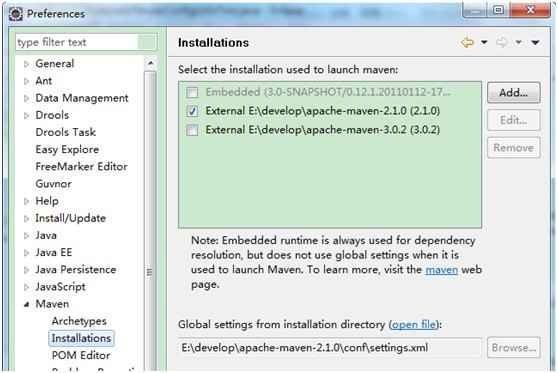 Preferences
type filter text
General
Ant
Data Management
Drools
Drools Task
Easy Explore
FreeMarker Editor
Guvnor
Help
Install/Update
Java
Java EE
Java Persistence
JavaScript
Maven
Archetypes
Installations
POM Editor
Installations
Select the installation used to launch maven:
Embedded (3.0-SNAPSHOT/0.12.1.20110112-17...
External E:\develop\apache-maven-2.1.0 (2.1.0)
External E:\develop\apache-maven-3.0.2 (3.0.2)
Add...
Edit...
Remove
Note: Embedded runtime is always used for dependency
resolution, but does not use global settings when it is
used to launch Maven. To learn more, visit the maven web
page.
Global settings from installation directory (open file):
E:\develop\apache-maven-2.1.0\conf\settings.xml
Browse...